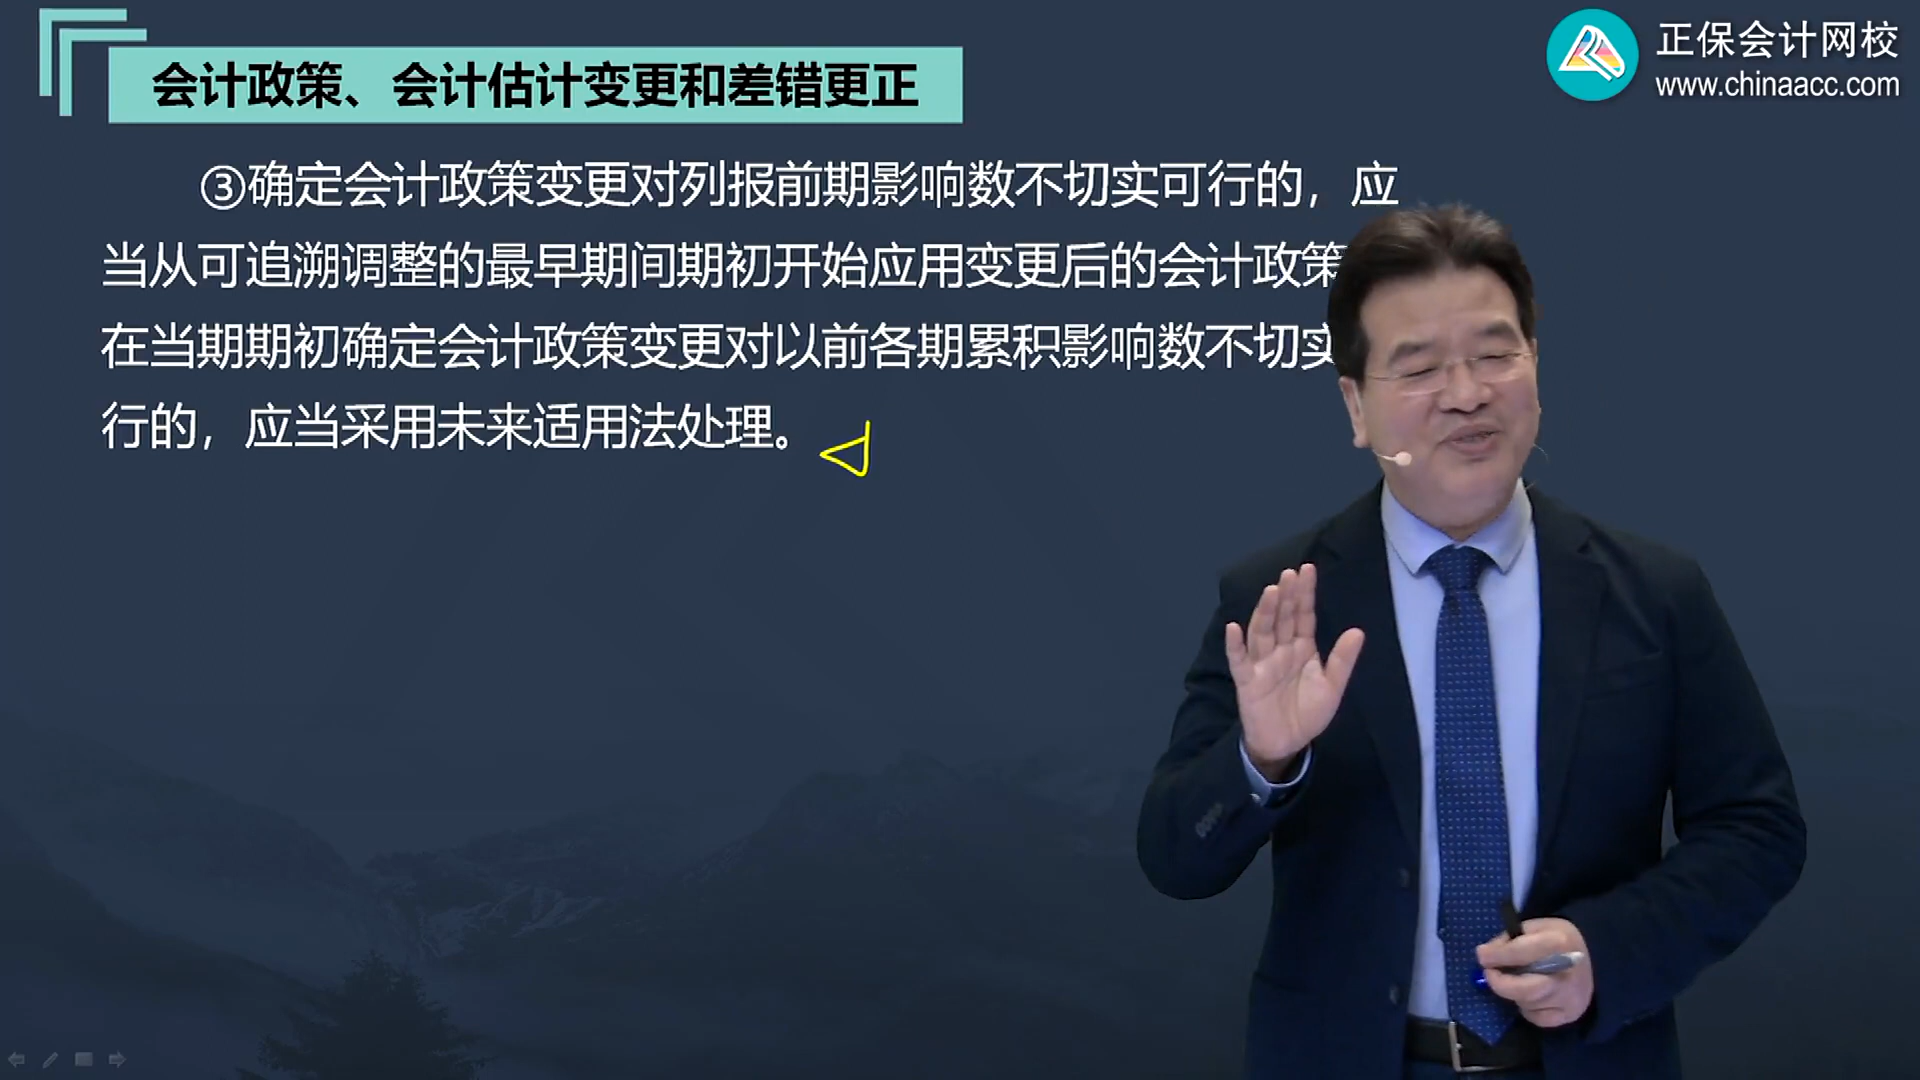 正保会计网校
www.chinaacc.com
会计政策、会计估计变更和差错更正
③确定会计政策变更对列报前期影响数不切实可行的，应
当从可追溯调整的最早期间期初开始应用变更后的会计政策
在当期期初确定会计政策变更对以前各期累积影响数不切实
行的，应当采用未来适用法处理。